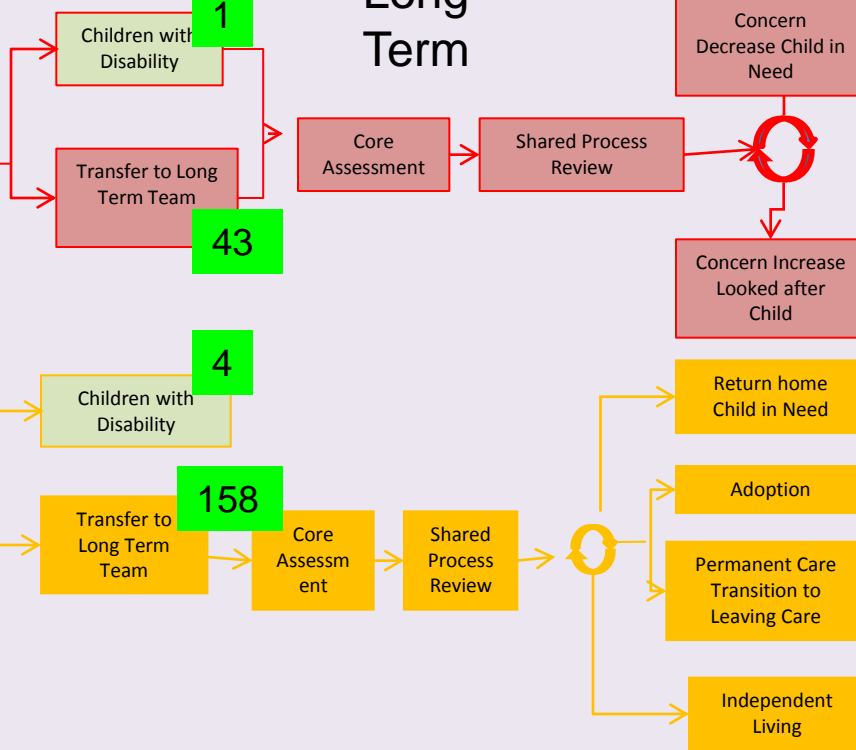 Long
Term
1
Children with
Disability
Transfer to Long
Term Team
43
Core
Assessment
Shared Process
Review
Concern
Decrease Child in
Need
Concern Increase
Looked after
Child
4
Children with
Disability
158
Transfer to
Long Term
Team
Core
Assessm
ent
Shared
Process
Review
Return home
Child in Need
Adoption
Permanent Care
Transition to
Leaving Care
Independent
Living